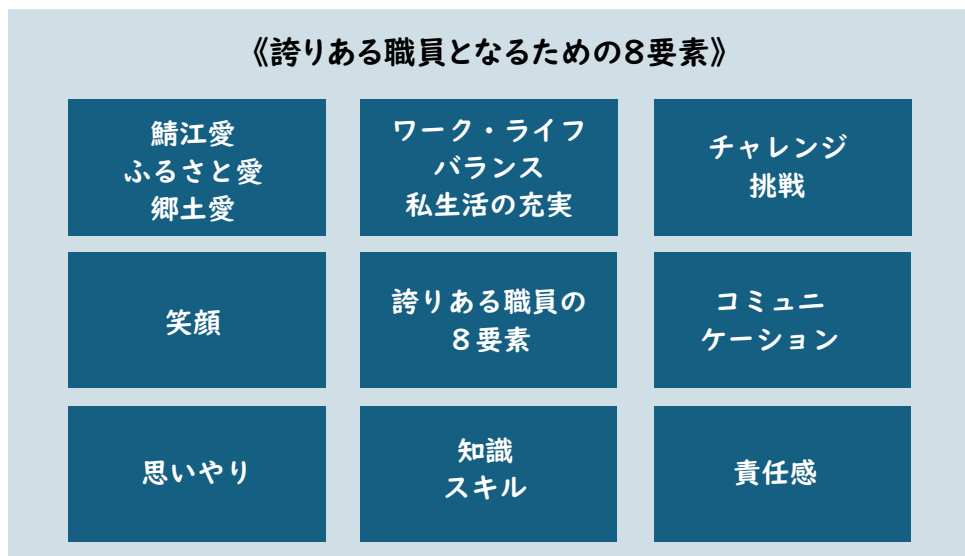 《誇りある職員となるための８要素》
鯖江愛
ふるさと愛
郷土愛
ワーク・ライフ
バランス
私生活の充実
チャレンジ
挑戦
笑顔
誇りある職員の
８要素
コミュニ
ケーション
思いやり
知識
スキル
責任感